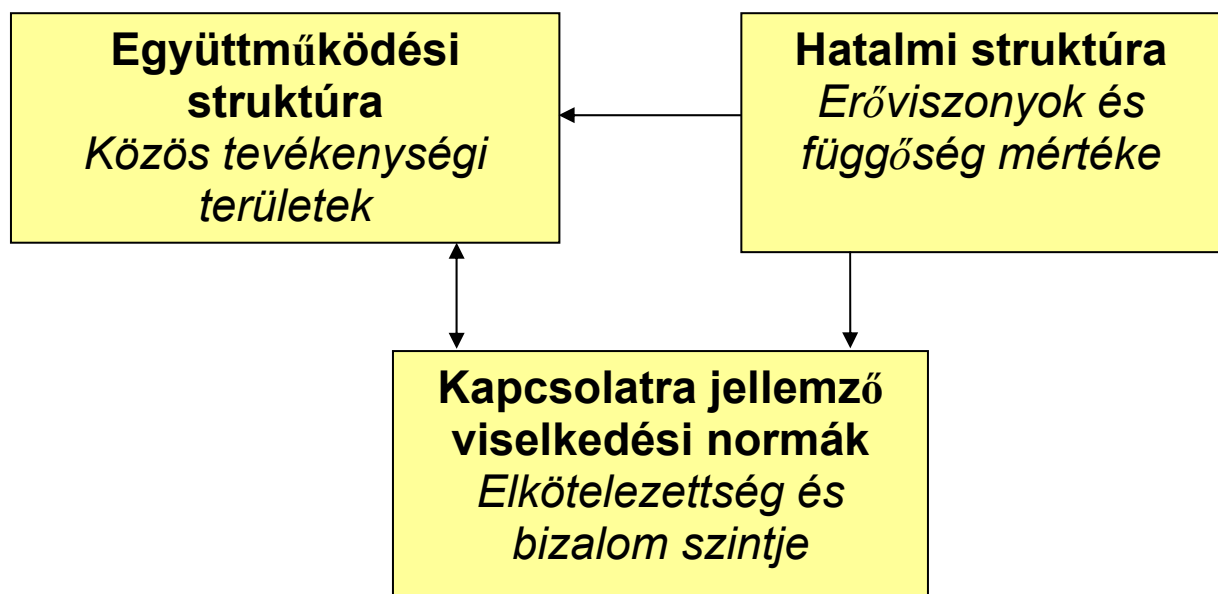 Együttműködési
struktúra
Közös tevékenységi
területek
Hatalmi struktúra
Erőviszonyok és
függőség mértéke
Kapcsolatra jellemző
viselkedési normák
Elkötelezettség és
bizalom szintje